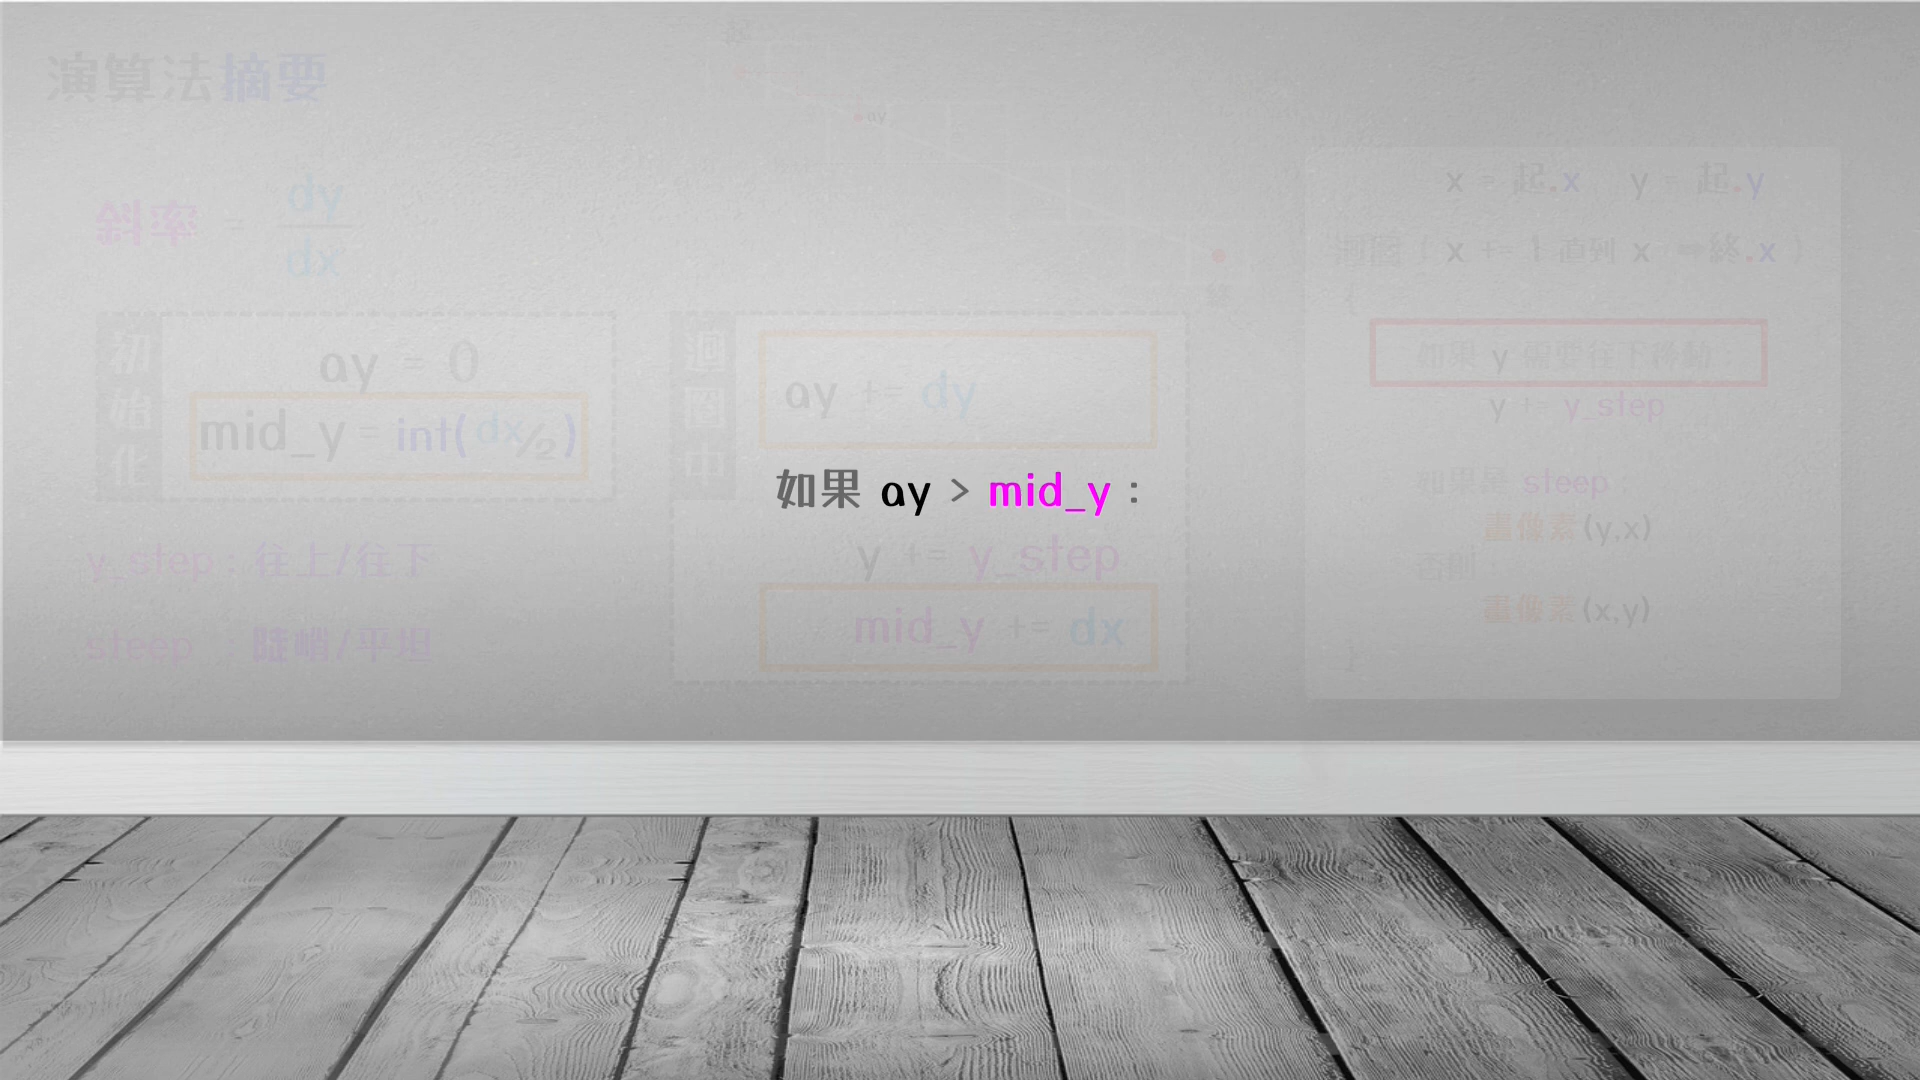 演算法摘要
起
ay
終
斜率 = dy
dx
初始化
ay = 0
mid_y = int(dx/2)
y_step : 往上/往下
steep : 陡峭/平坦
迴圈中
ay += dy
如果 ay > mid_y :
y += y_step
mid_y += dx
x = 起.x y = 起.y
迴圈 ( x += 1 直到 x = 終.x )
{
如果 y 需要往下移動 :
y += y_step
如果是 steep :
畫像素(y,x)
否則
畫像素(x,y)
}